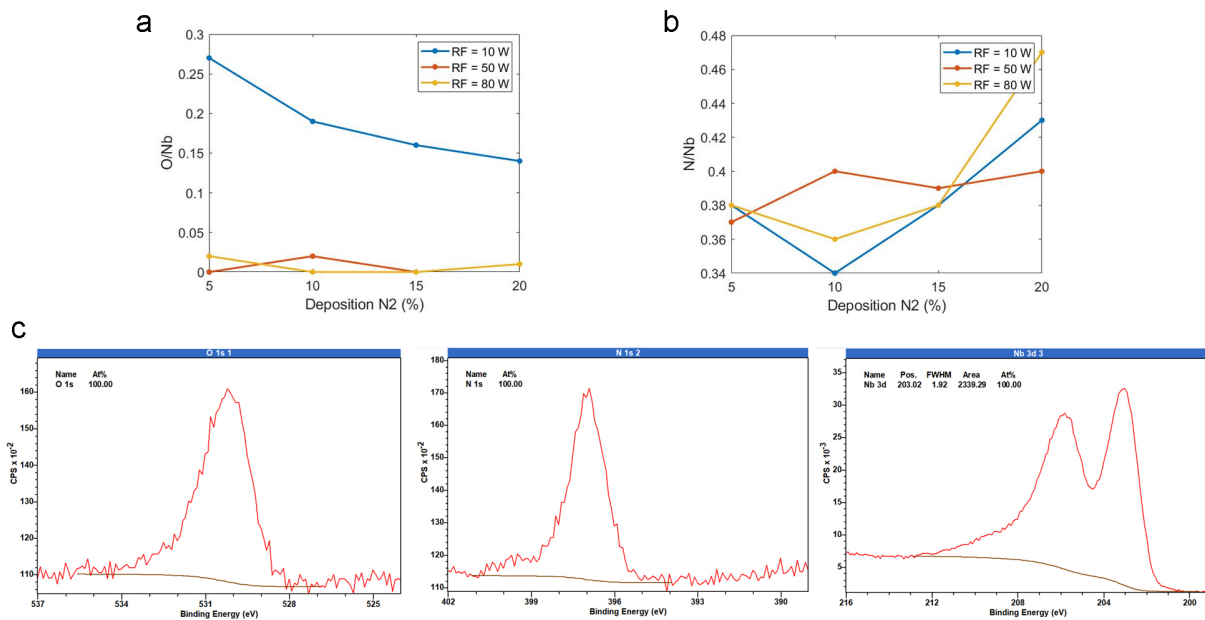 a
0.3
0.25
0.2
0.15
0.1
0.05
0
O/Nb
5
10
15
20
Deposition N2 (%)
RF = 10 W
RF = 50 W
RF = 80 W
b
0.48
0.46
0.44
0.42
0.4
0.38
0.36
0.34
N/Nb
5
10
15
20
Deposition N2 (%)
RF = 10 W
RF = 50 W
RF = 80 W
c
O 1s 1
Name At%
O 1s 100.00
160
150
140
130
120
110
CPS x 10⁻²
537 534 531 528 525
Binding Energy (eV)
N 1s 2
Name At%
N 1s 100.00
180
170
160
150
140
130
120
110
CPS x 10⁻²
402 399 396 393 390
Binding Energy (eV)
Nb 3d 3
Name Pos. FWHM Area At%
Nb 3d 203.02 1.92 2339.29 100.00
35
30
25
20
15
10
5
CPS x 10⁻³
216 212 208 204 200
Binding Energy (eV)